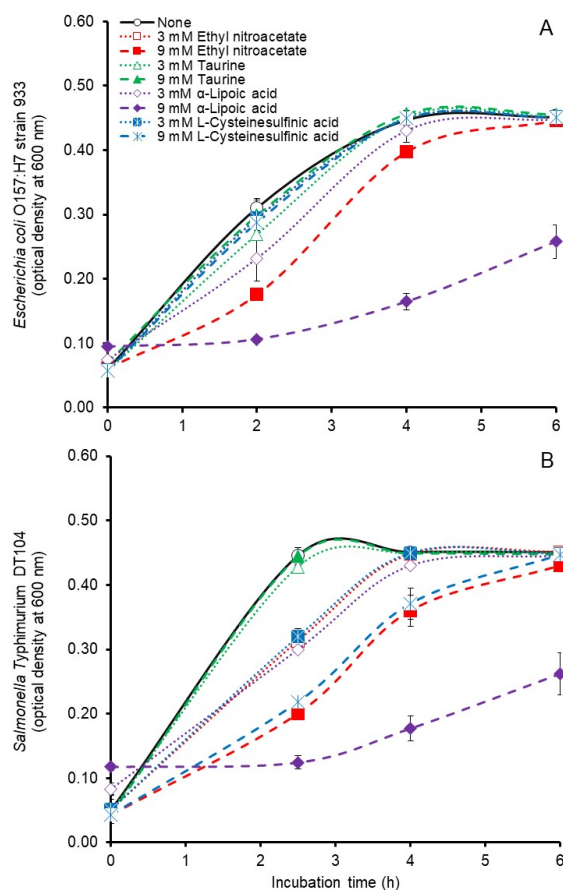 A
None
3 mM Ethyl nitroacetate
9 mM Ethyl nitroacetate
3 mM Taurine
9 mM Taurine
3 mM α-Lipoic acid
9 mM α-Lipoic acid
3 mM L-Cysteinesulfinic acid
9 mM L-Cysteinesulfinic acid
Escherichia coli O157:H7 strain 933
(optical density at 600 nm)
0.60
0.50
0.40
0.30
0.20
0.10
0.00
0 1 2 3 4 5 6
B
Salmonella Typhimurium DT104
(optical density at 600 nm)
0.60
0.50
0.40
0.30
0.20
0.10
0.00
0 1 2 3 4 5 6
Incubation time (h)